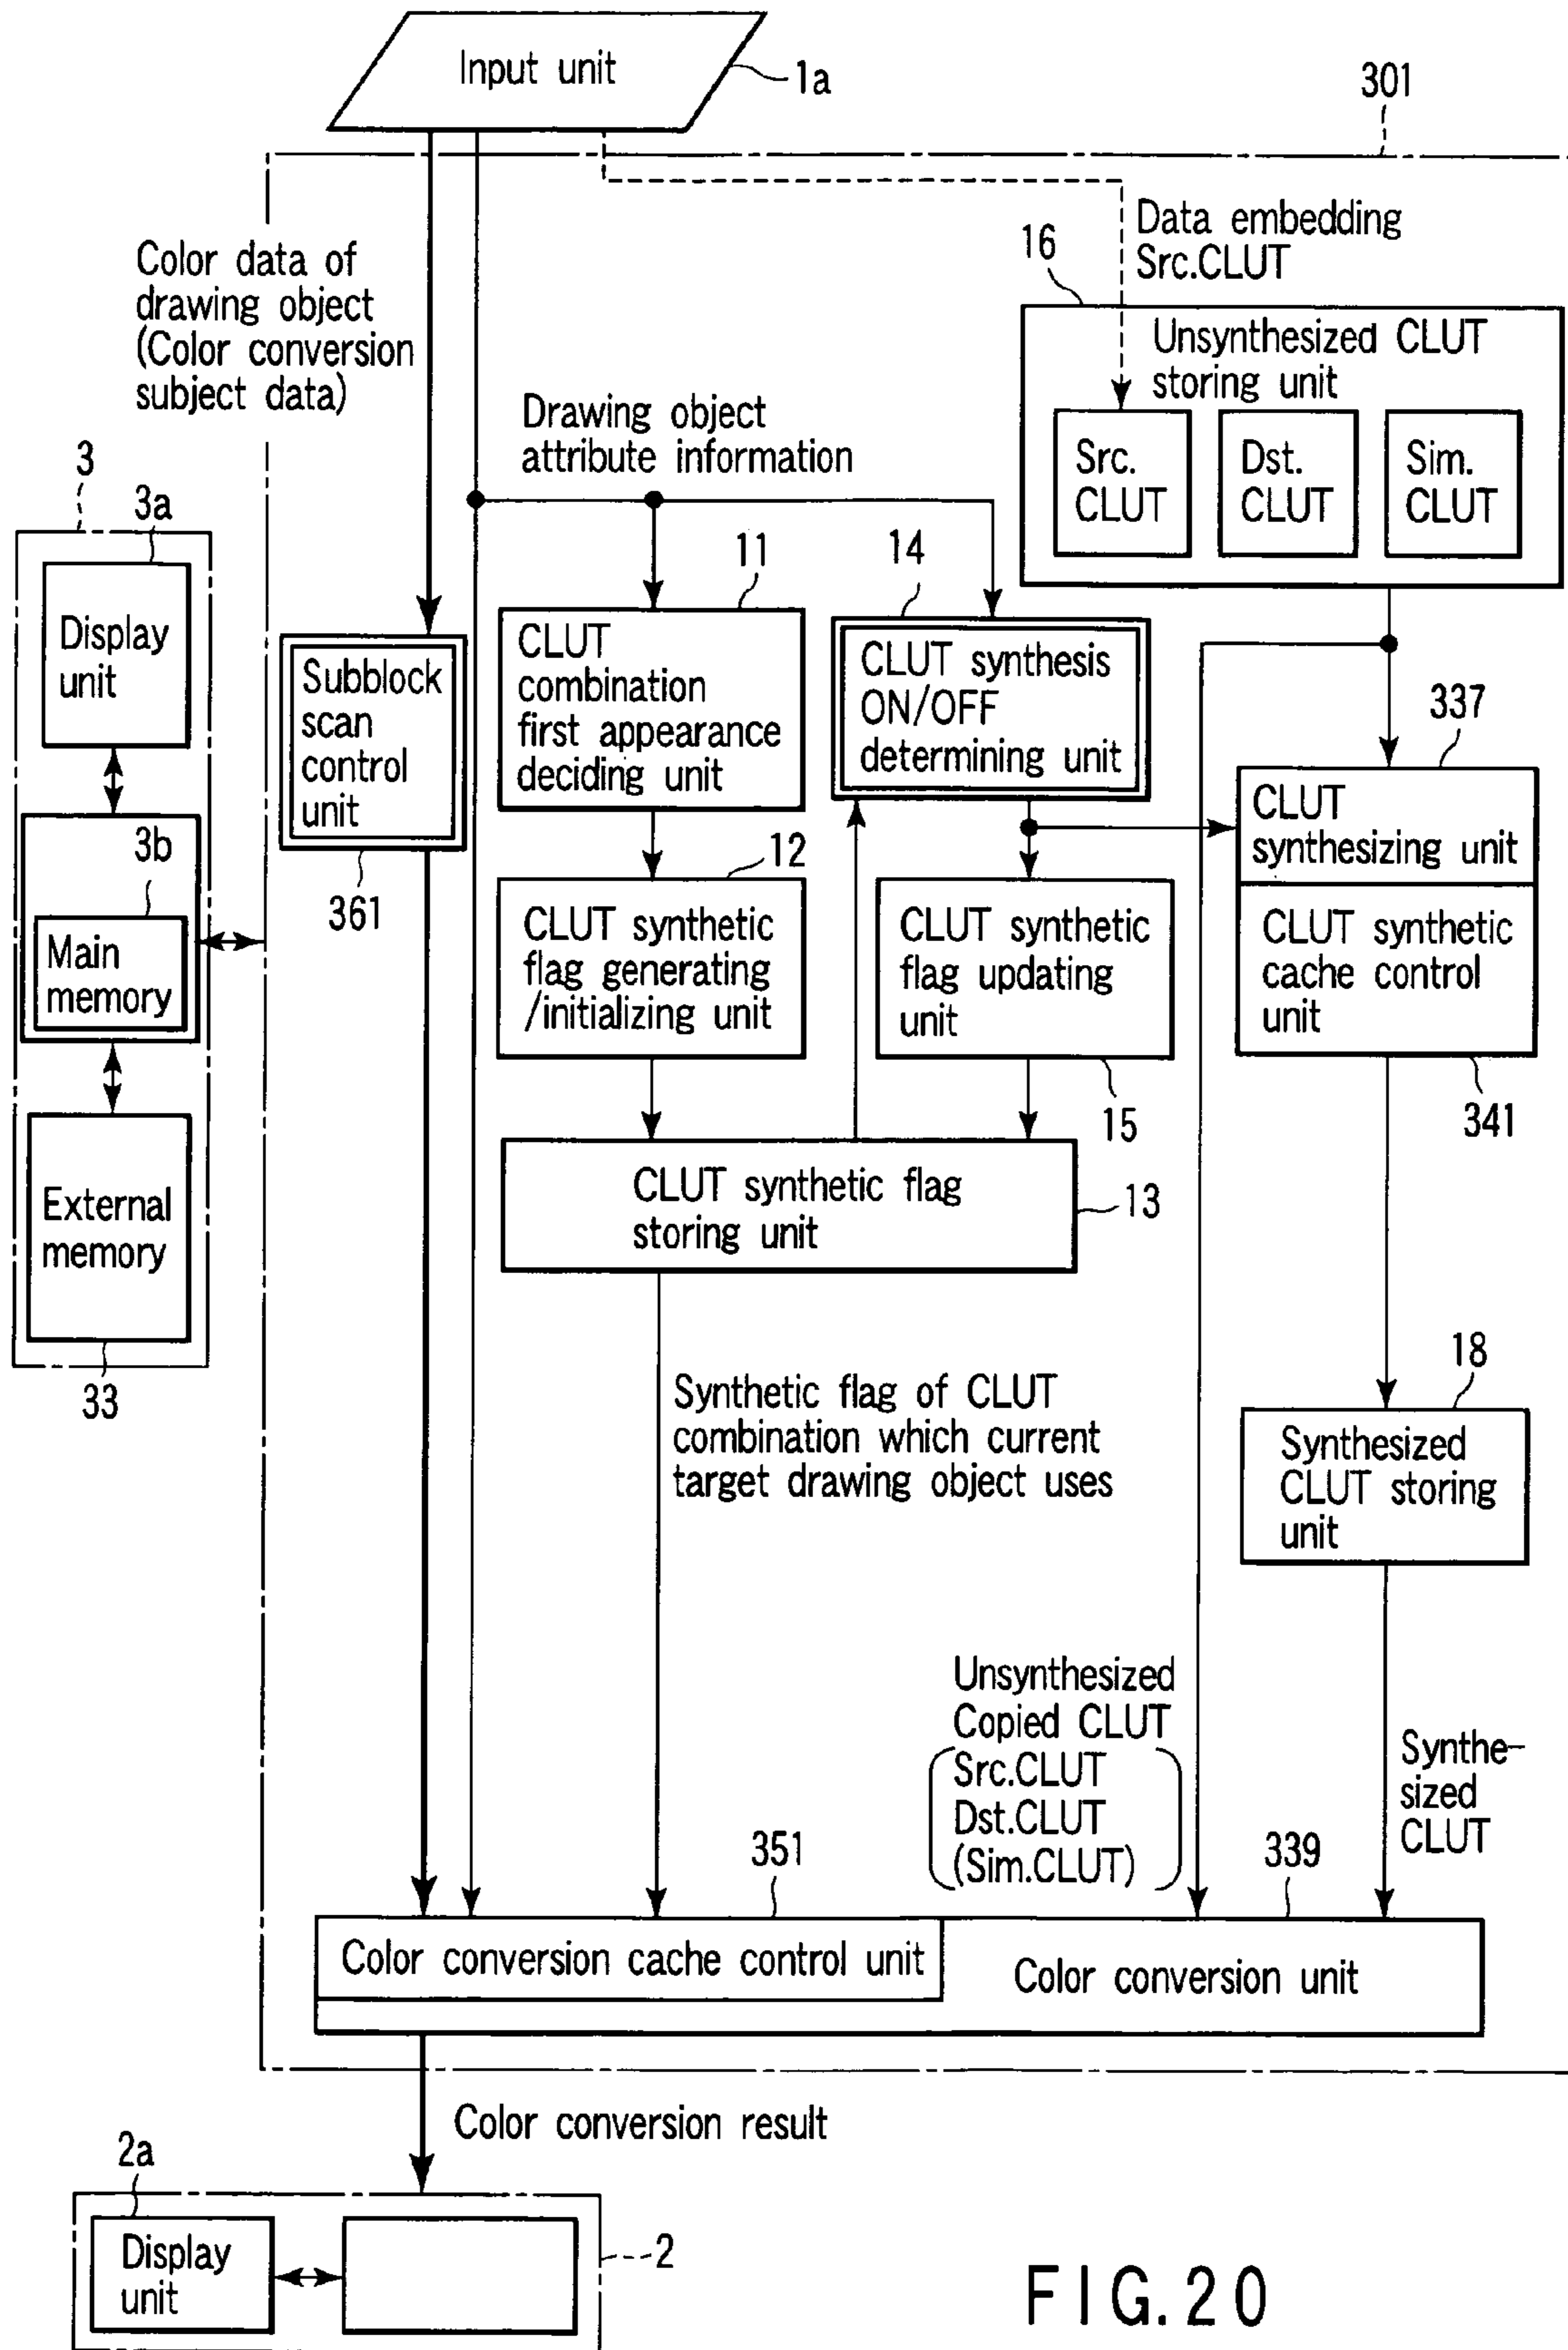 Input unit
1a
301
Color data of
drawing object
(Color conversion
subject data)
Data embedding
Src.CLUT
16
Unsynthesized CLUT
storing unit
Src.
CLUT
Dst.
CLUT
Sim.
CLUT
Drawing object
attribute information
3
3a
Display
unit
3b
Main
memory
External
memory
33
Subblock
scan
control
unit
361
11
CLUT
combination
first appearance
deciding unit
14
CLUT synthesis
ON/OFF
determining unit
337
CLUT
synthesizing unit
CLUT synthetic
cache control
unit
341
12
CLUT synthetic
flag generating
/initializing unit
CLUT synthetic
flag updating
unit
15
CLUT synthetic flag
storing unit
13
Synthetic flag of CLUT
combination which current
target drawing object uses
18
Synthesized
CLUT storing
unit
Unsynthesized
Copied CLUT
Src.CLUT
Dst.CLUT
(Sim.CLUT)
Synthe-
sized
CLUT
351
339
Color conversion cache control unit
Color conversion unit
Color conversion result
2a
Display
unit
2
FIG.20